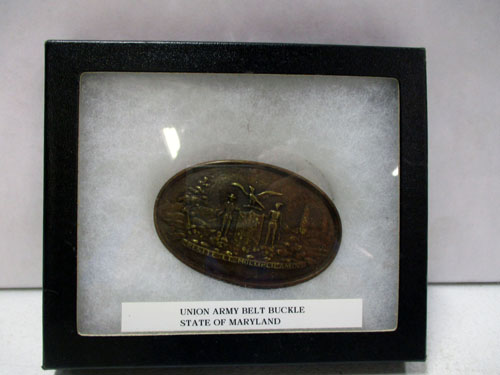 UNION ARMY BELT BUCKLE
STATE OF MARYLAND